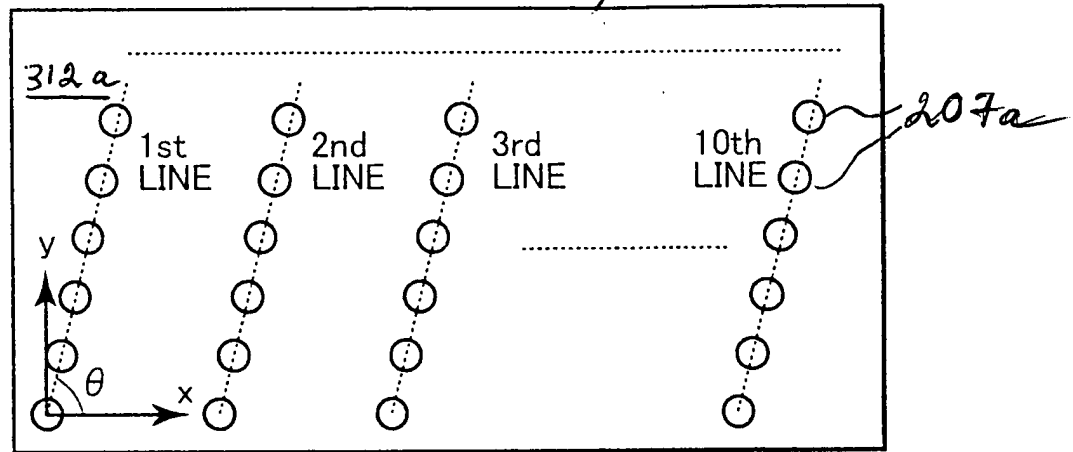 312a
1st LINE
2nd LINE
3rd LINE
10th LINE
207a
y
θ
x